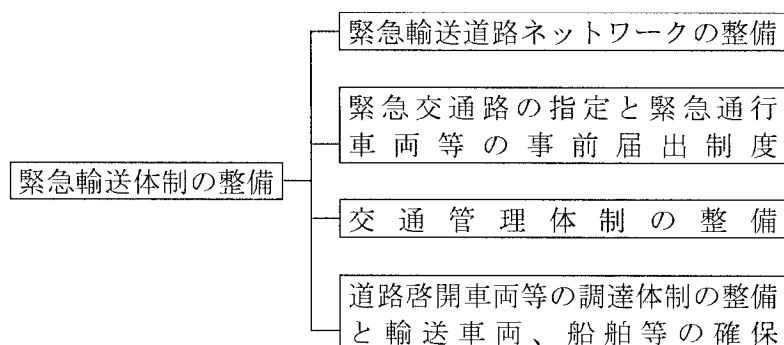 緊急輸送体制の整備
緊急輸送道路ネットワークの整備
緊急交通路の指定と緊急通行
車両等の事前届出制度
交通管理体制の整備
道路啓開車両等の調達体制の整備
と輸送車両、船舶等の確保